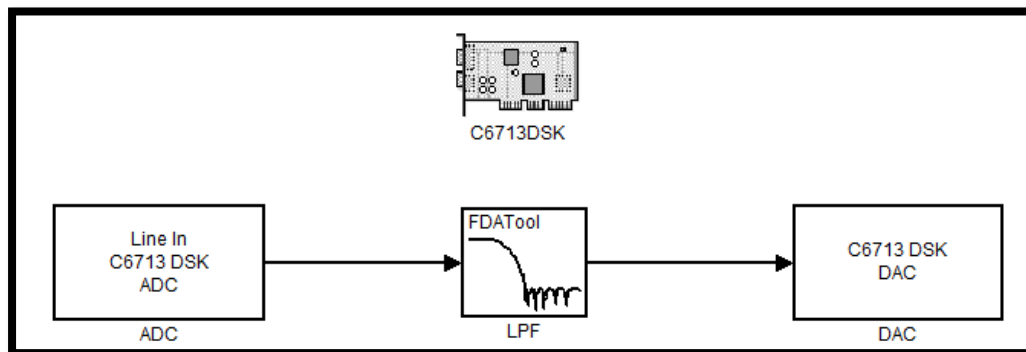 C6713DSK
Line In
C6713 DSK
ADC
ADC
FDATool
LPF
C6713 DSK
DAC
DAC